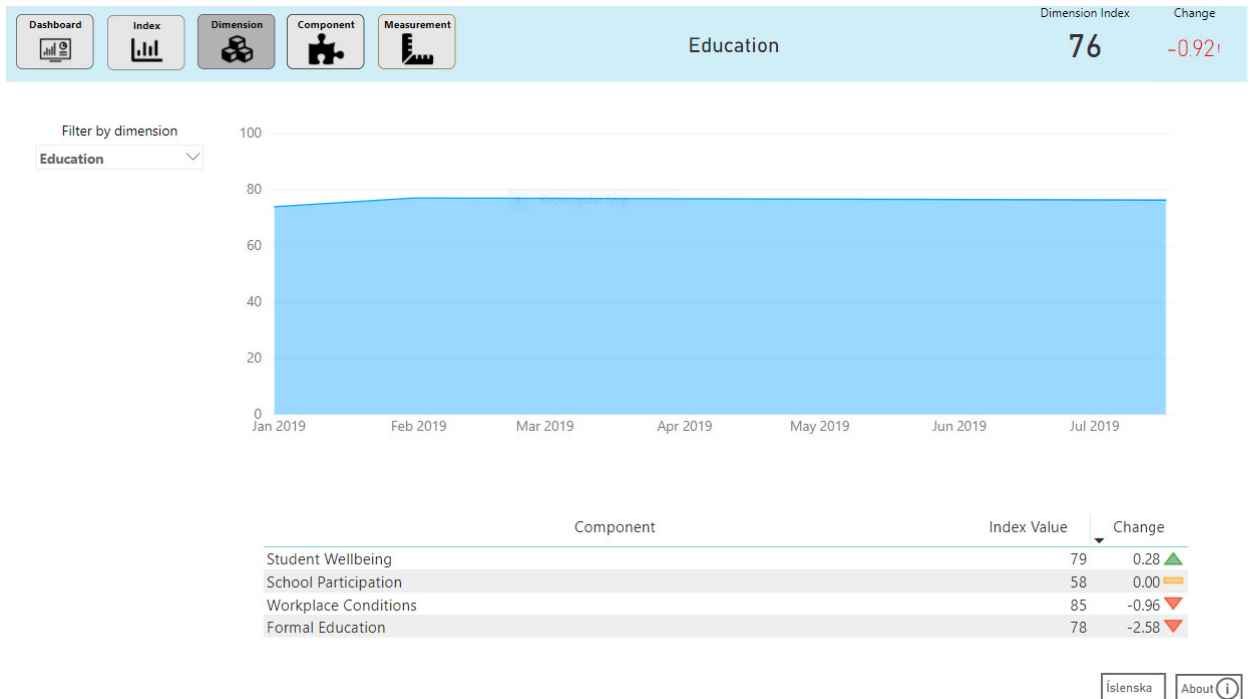 Dashboard Index Dimension Component Measurement
Education
Dimension Index Change
76 -0.92!
Filter by dimension
Education
100
80
Rectangular Snip
60
40
20
0
Jan 2019 Feb 2019 Mar 2019 Apr 2019 May 2019 Jun 2019 Jul 2019
Component Index Value Change
Student Wellbeing 79 0.28
School Participation 58 0.00
Workplace Conditions 85 -0.96
Formal Education 78 -2.58
Íslenska About i